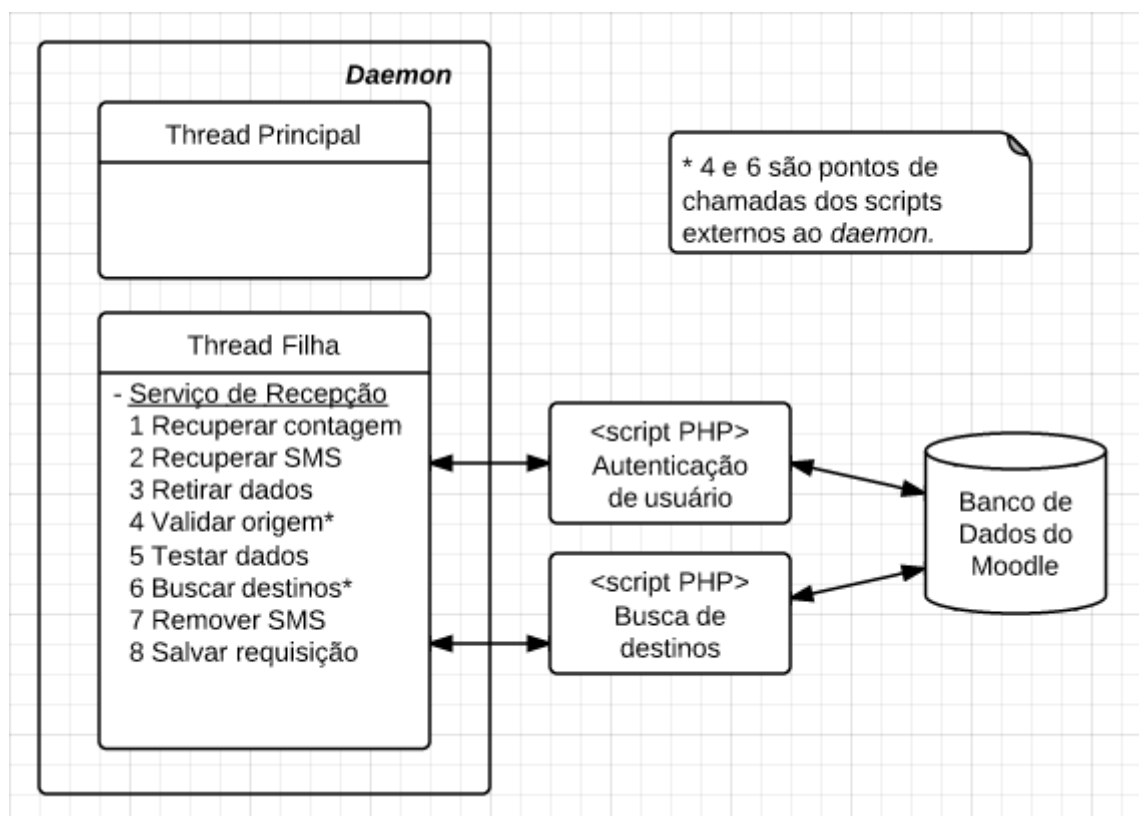 Daemon
Thread Principal
* 4 e 6 são pontos de
chamadas dos scripts
externos ao daemon.
Thread Filha
- Serviço de Recepção
1 Recuperar contagem
2 Recuperar SMS
3 Retirar dados
4 Validar origem*
5 Testar dados
6 Buscar destinos*
7 Remover SMS
8 Salvar requisição
<script PHP>
Autenticação
de usuário
<script PHP>
Busca de
destinos
Banco de
Dados do
Moodle